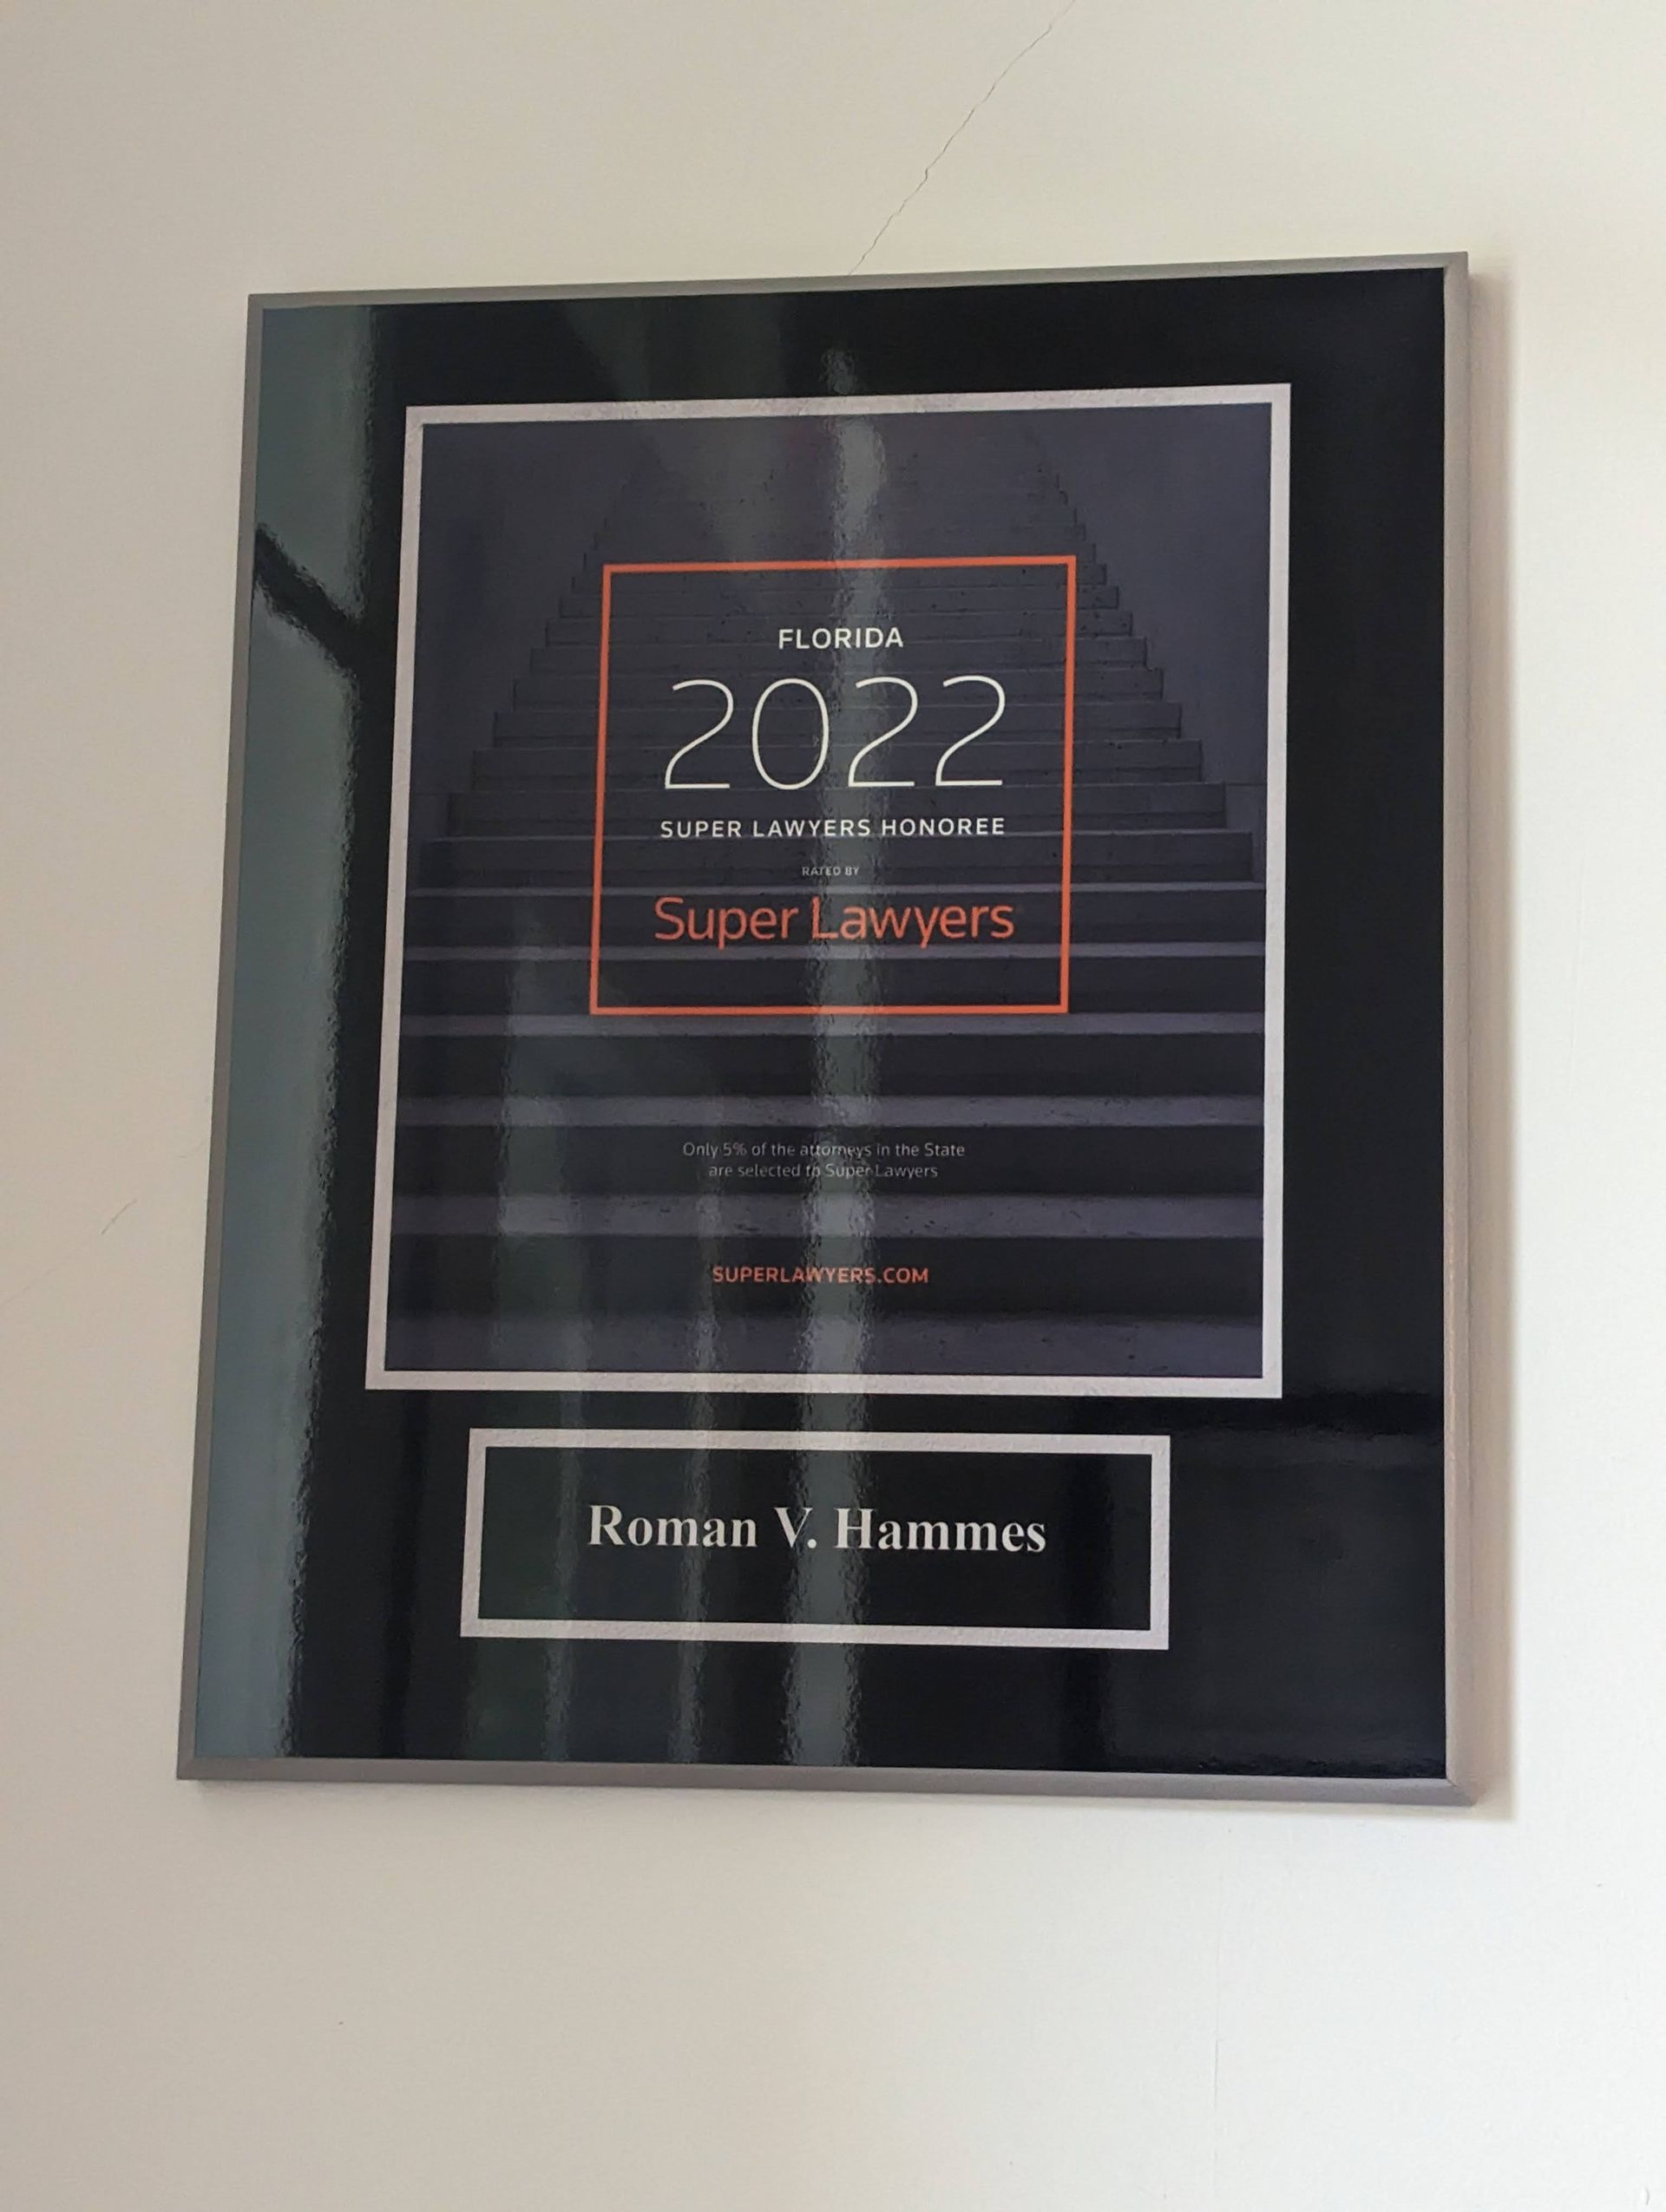 FLORIDA
2022
SUPER LAWYERS HONOREE
RATED BY
Super Lawyers
Only 5% of the attorneys in the State
are selected to Super Lawyers
SUPERLAWYERS.COM
Roman V. Hammes